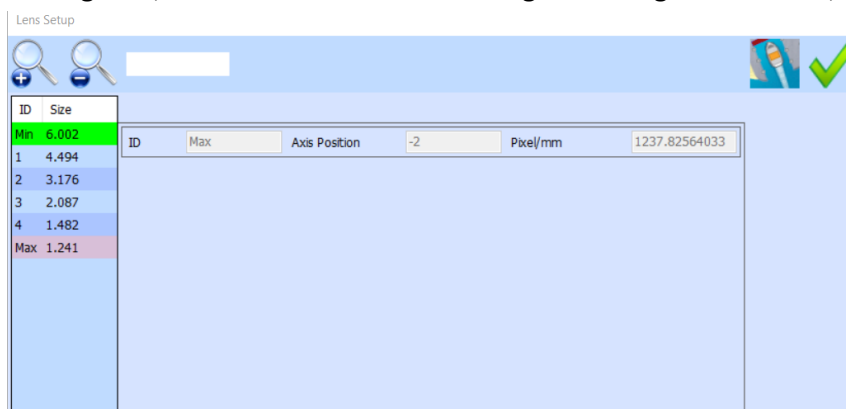 Lens Setup
ID Size
Min 6.002
1 4.494
2 3.176
3 2.087
4 1.482
Max 1.241
ID Max Axis Position -2 Pixel/mm 1237.82564033